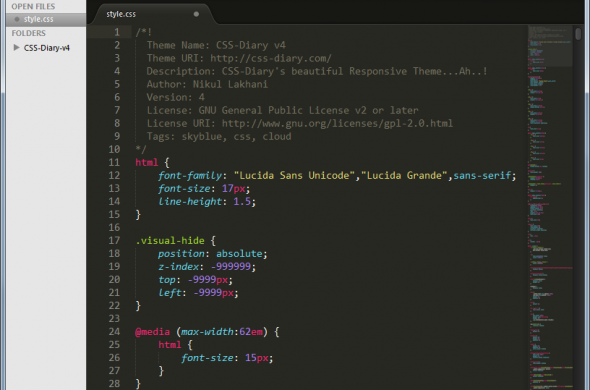 OPEN FILES
style.css
FOLDERS
CSS-Diary-v4
style.css
1 /*!
2   Theme Name: CSS-Diary v4
3   Theme URI: http://css-diary.com/
4   Description: CSS-Diary's beautiful Responsive Theme...Ah..!
5   Author: Nikul Lakhani
6   Version: 4
7   License: GNU General Public License v2 or later
8   License URI: http://www.gnu.org/licenses/gpl-2.0.html
9   Tags: skyblue, css, cloud
10 */
11 html {
12     font-family: "Lucida Sans Unicode","Lucida Grande",sans-serif;
13     font-size: 17px;
14     line-height: 1.5;
15 }
16
17 .visual-hide {
18     position: absolute;
19     z-index: -999999;
20     top: -9999px;
21     left: -9999px;
22 }
23
24 @media (max-width:62em) {
25     html {
26         font-size: 15px;
27     }
28 }